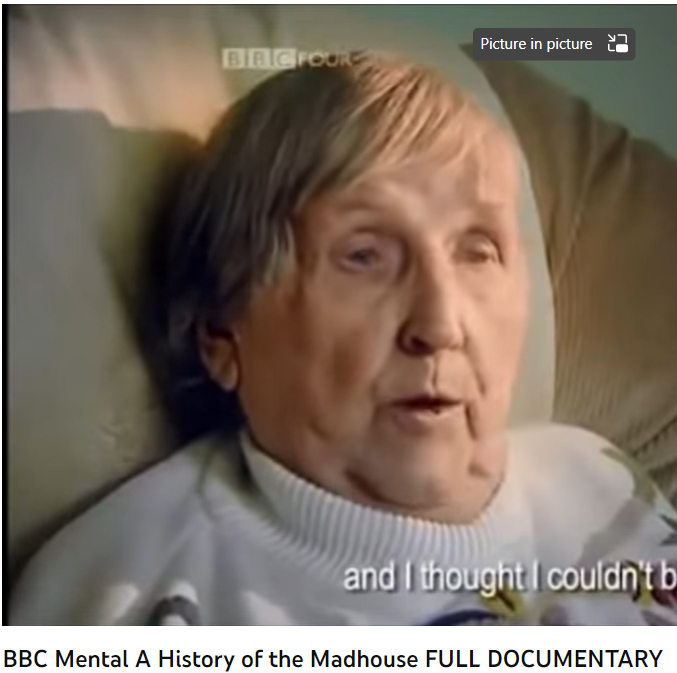 BBC FOUR
Picture in picture
and I thought I couldn't b
BBC Mental A History of the Madhouse FULL DOCUMENTARY